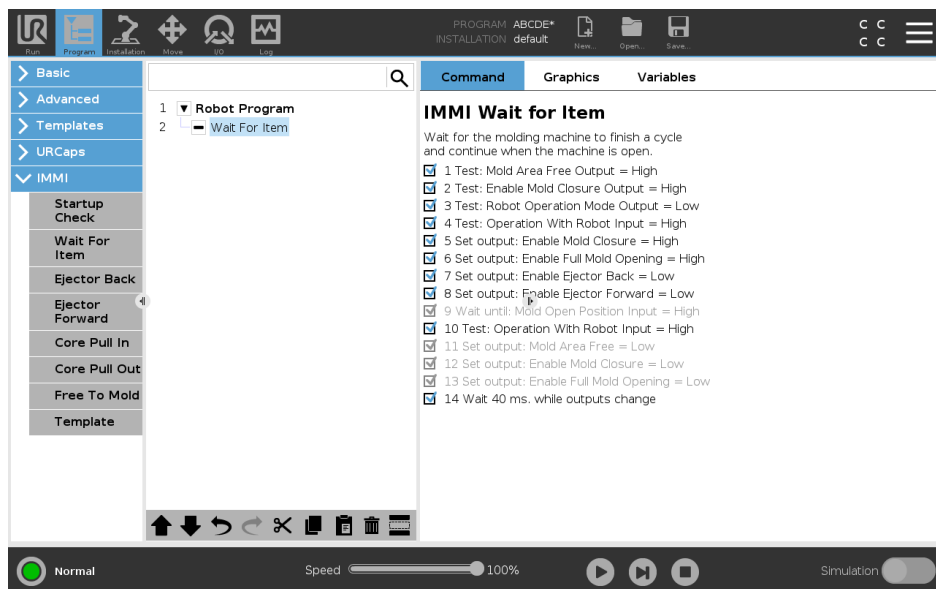 PROGRAM ABCDE*
INSTALLATION default
UR
Run
Program
Installation
Move
I/O
Log
New...
Open...
Save...
C C
C C
Basic
Advanced
Templates
URCaps
IMMI
Startup
Check
Wait For
Item
Ejector Back
Ejector
Forward
Core Pull In
Core Pull Out
Free To Mold
Template
1 Robot Program
2 Wait For Item
Command Graphics Variables
IMMI Wait for Item
Wait for the molding machine to finish a cycle
and continue when the machine is open.
1 Test: Mold Area Free Output = High
2 Test: Enable Mold Closure Output = High
3 Test: Robot Operation Mode Output = Low
4 Test: Operation With Robot Input = High
5 Set output: Enable Mold Closure = High
6 Set output: Enable Full Mold Opening = High
7 Set output: Enable Ejector Back = Low
8 Set output: Enable Ejector Forward = Low
9 Wait until: Mold Open Position Input = High
10 Test: Operation With Robot Input = High
11 Set output: Mold Area Free = Low
12 Set output: Enable Mold Closure = Low
13 Set output: Enable Full Mold Opening = Low
14 Wait 40 ms. while outputs change
Normal
Speed 100%
Simulation